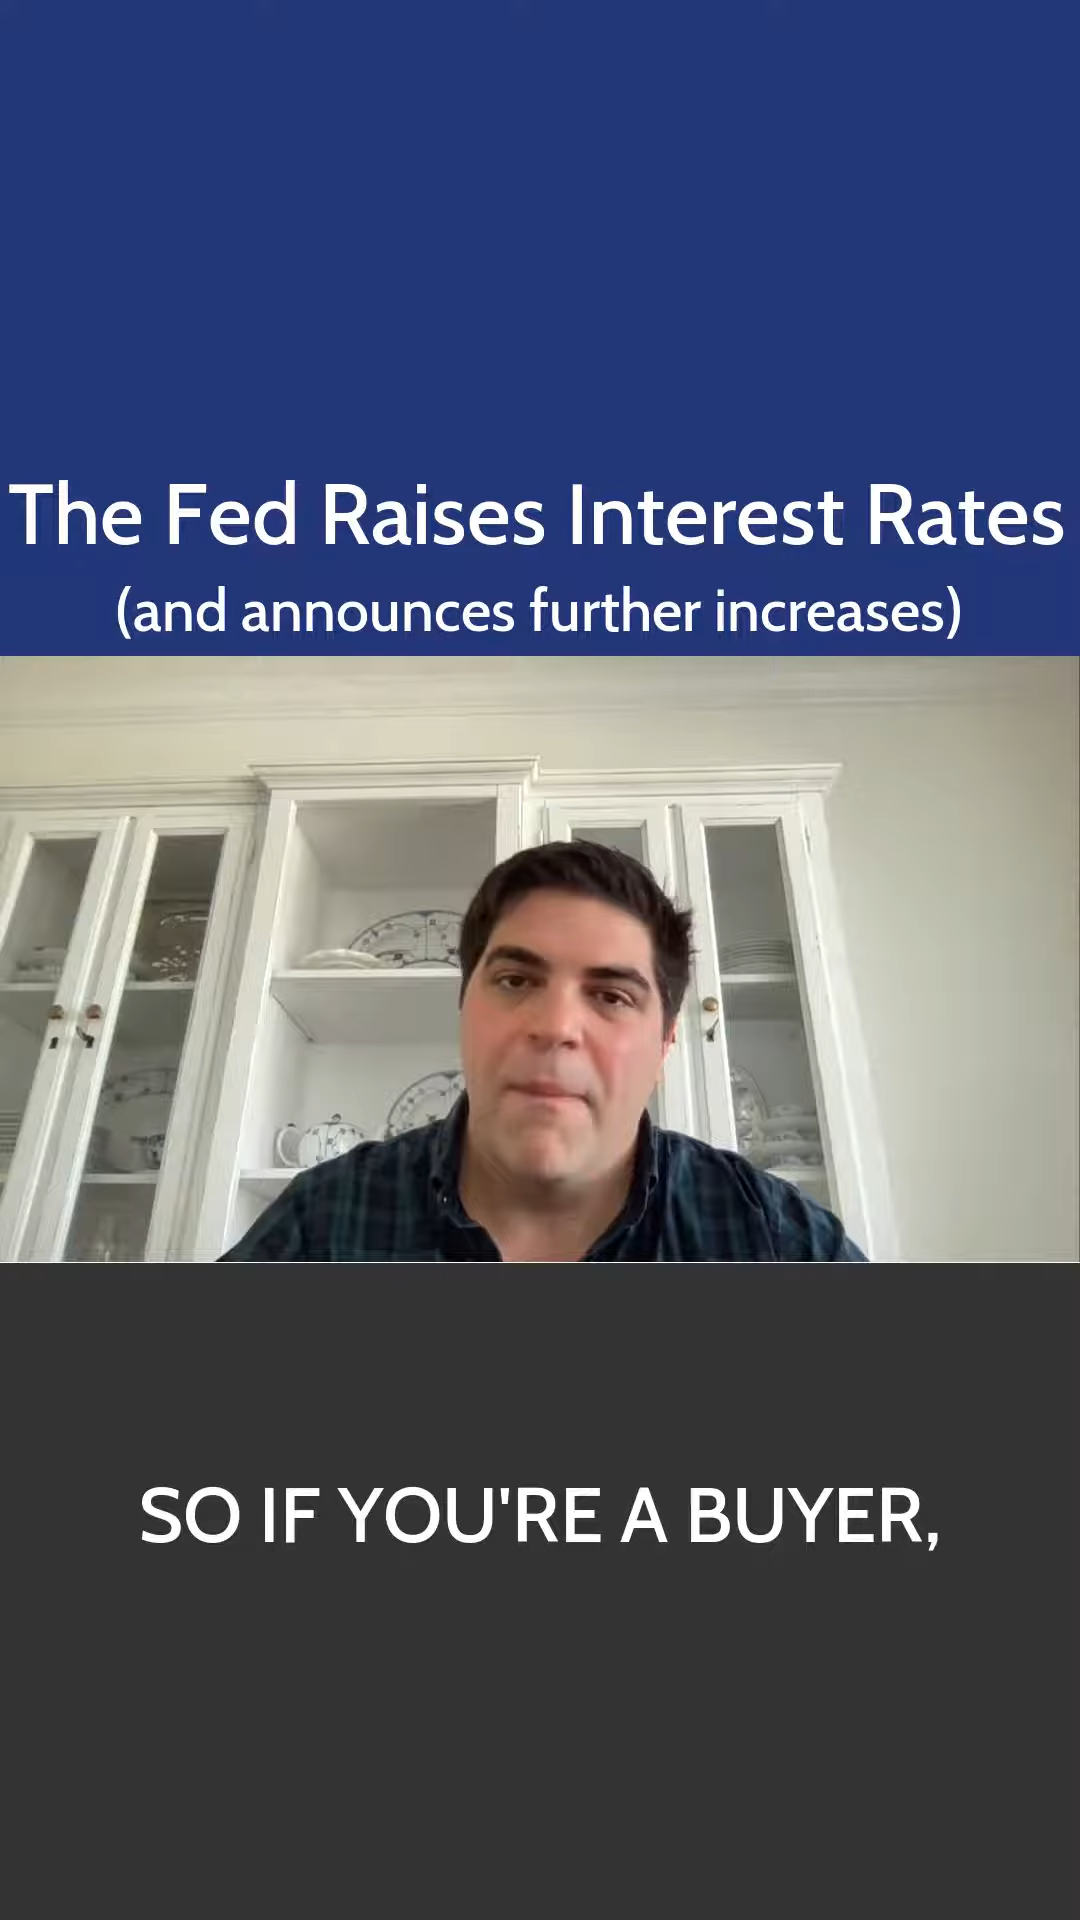 The Fed Raises Interest Rates
(and announces further increases)
SO IF YOU'RE A BUYER,